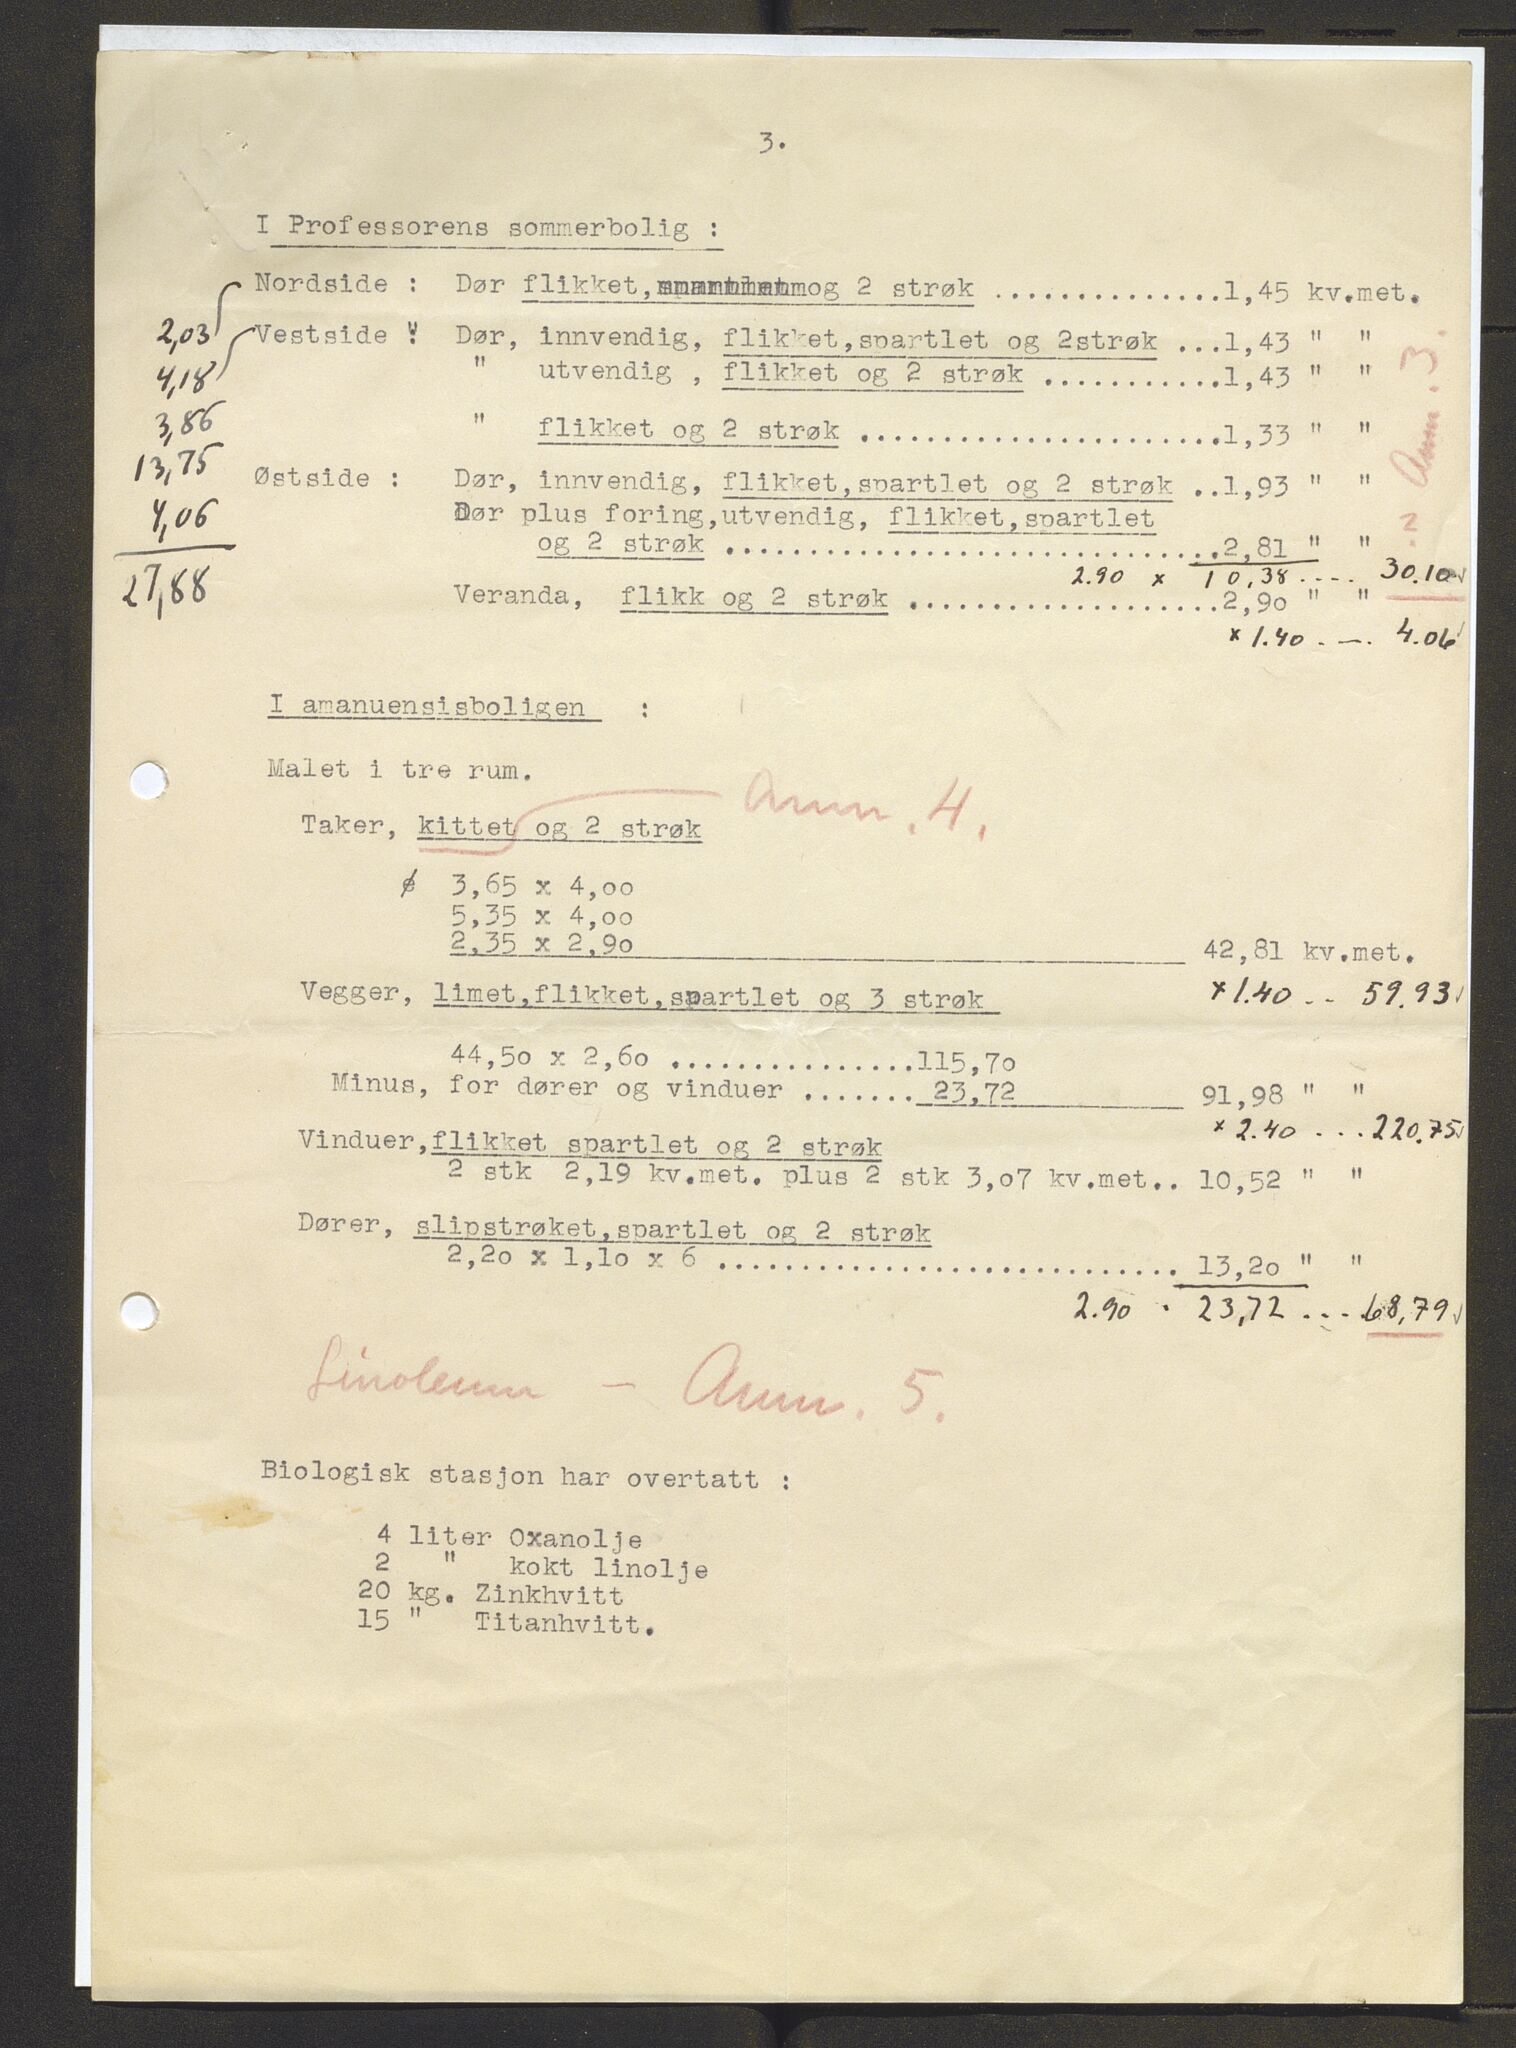 3.
I Professorens sommerbolig :
Nordside : Dør flikket, og 2 strøk ...............1,45 kv.met.
2,03 Vestside : Dør, innvendig, flikket,spartlet og 2strøk ...1,43 " "
4,18 " utvendig , flikket og 2 strøk ............1,43 " "
3,86 " flikket og 2 strøk ......................1,33 " "
13,75
Østside : Dør, innvendig, flikket,spartlet og 2 strøk ..1,93 " "
4,06 Dør plus foring,utvendig, flikket,spartlet
og 2 strøk ..............................2,81 " "
27,88 2.90 x 10,38 .... 30.10
Veranda, flikk og 2 strøk ...................2,90 " "
x 1.40 . — . 4.06
Anm. 3.
I amanuensisboligen :
Malet i tre rum.
Anm. 4.
Taker, kittet og 2 strøk
3,65 x 4,00
5,35 x 4,00
2,35 x 2,90 42,81 kv.met.
Vegger, limet,flikket,spartlet og 3 strøk x 1.40 .. 59.93
44,50 x 2,60 ...............115,70
Minus, for dører og vinduer ....... 23,72 91,98 " "
x 2.40 ... 220.75
Vinduer,flikket spartlet og 2 strøk
2 stk 2,19 kv.met. plus 2 stk 3,07 kv.met.. 10,52 " "
Dører, slipstrøket,spartlet og 2 strøk
2,20 x 1,10 x 6 ............................ 13,20 " "
2.90 · 23,72 .... 68,79
Linoleum — Anm. 5.
Biologisk stasjon har overtatt :
4 liter Oxanolje
2 " kokt linolje
20 kg. Zinkhvitt
15 " Titanhvitt.